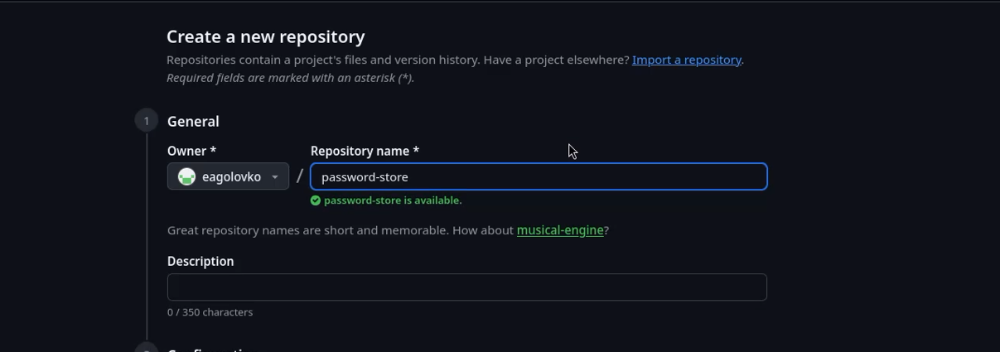 Create a new repository
Repositories contain a project's files and version history. Have a project elsewhere? Import a repository.
Required fields are marked with an asterisk (*).
1
General
Owner *
Repository name *
eagolovko
/
password-store
password-store is available.
Great repository names are short and memorable. How about musical-engine?
Description
0 / 350 characters